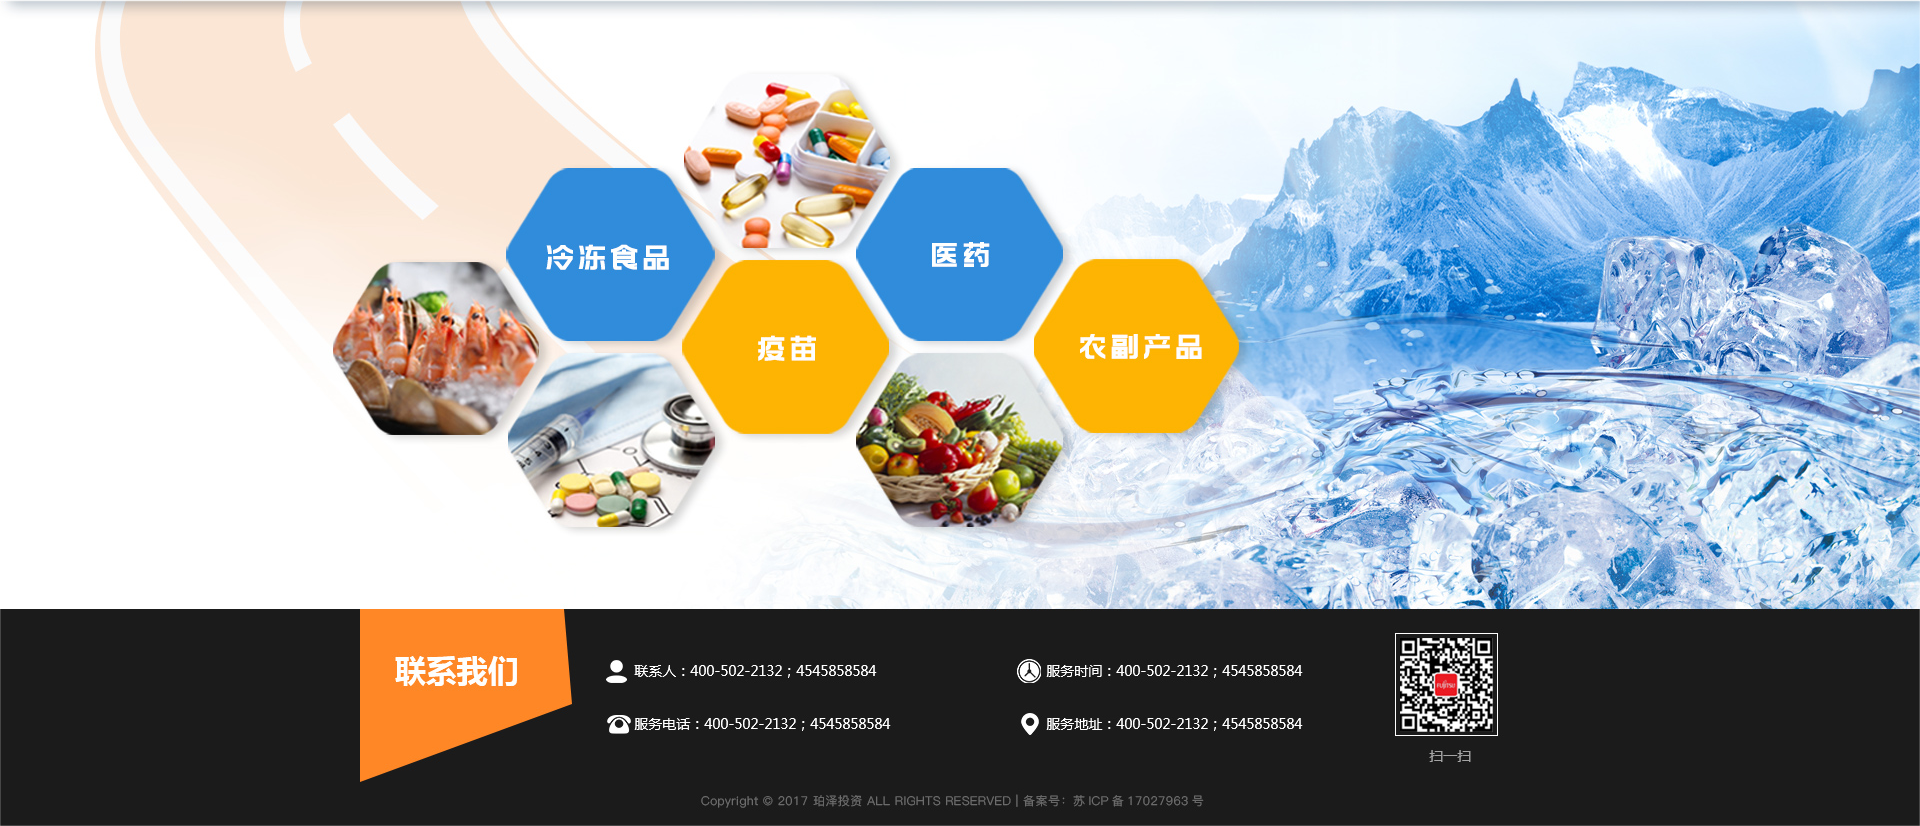 冷冻食品
医药
疫苗
农副产品
联系我们
联系人：400-502-2132；4545858584
服务时间：400-502-2132；4545858584
服务电话：400-502-2132；4545858584
服务地址：400-502-2132；4545858584
FUJITSU
扫一扫
Copyright © 2017 珀泽投资 ALL RIGHTS RESERVED | 备案号：苏 ICP 备 17027963 号